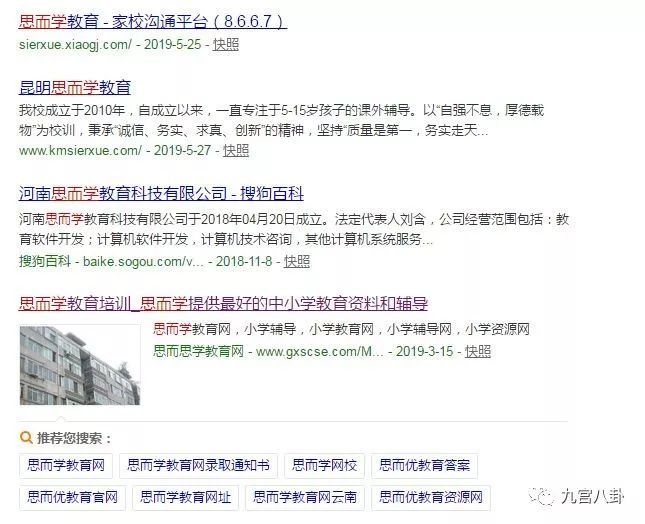 思而学教育 - 家校沟通平台（8.6.6.7）
sierxue.xiaogj.com/ - 2019-5-25 - 快照
昆明思而学教育
我校成立于2010年，自成立以来，一直专注于5-15岁孩子的课外辅导。以“自强不息，厚德载
物”为校训，秉承“诚信、务实、求真、创新”的精神，坚持“质量是第一，务实走天...
www.kmsierxue.com/ - 2019-5-27 - 快照
河南思而学教育科技有限公司 - 搜狗百科
河南思而学教育科技有限公司于2018年04月20日成立。法定代表人刘含，公司经营范围包括：教
育软件开发；计算机软件开发，计算机技术咨询，其他计算机系统服务...
搜狗百科 - baike.sogou.com/v... - 2018-11-8 - 快照
思而学教育培训_思而学提供最好的中小学教育资料和辅导
思而学教育网，小学辅导，小学教育网，小学辅导网，小学资源网
思而思学教育网 - www.gxscse.com/M... - 2019-3-15 - 快照
推荐您搜索：
思而学教育网 思而学教育网录取通知书 思而学网校 思而优教育答案
思而优教育官网 思而学教育网址 思而学教育网云南 思而优教育资源网
九宫八卦